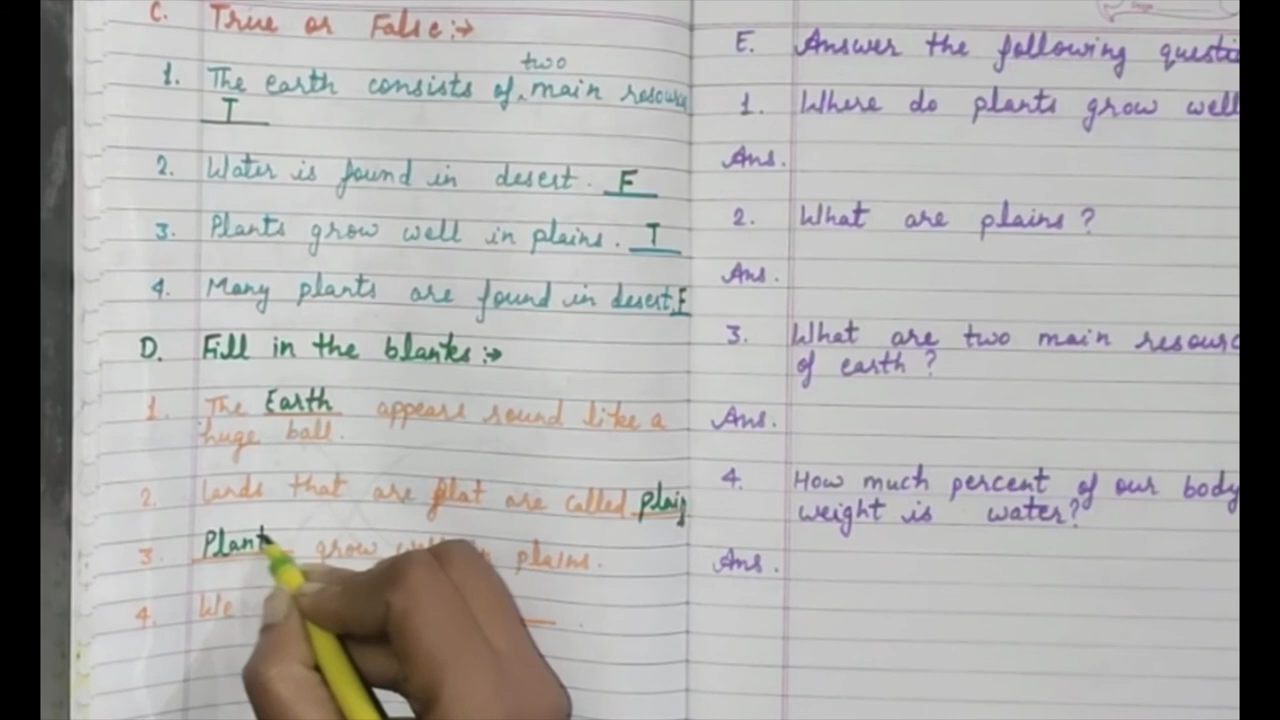 C. True or False:→
two
1. The earth consists of ‸ main resource
T
2. Water is found in desert. F
3. Plants grow well in plains. T
4. Many plants are found in desert. F
D. Fill in the blanks:→
1. The Earth appears round like a
huge ball.
2. Lands that are flat are called plain
3. Plant grow plains.
4. We
E. Answer the following questi
1. Where do plants grow well
Ans.
2. What are plains?
Ans.
3. What are two main resourc
of earth?
Ans.
4. How much percent of our body
weight is water?
Ans.